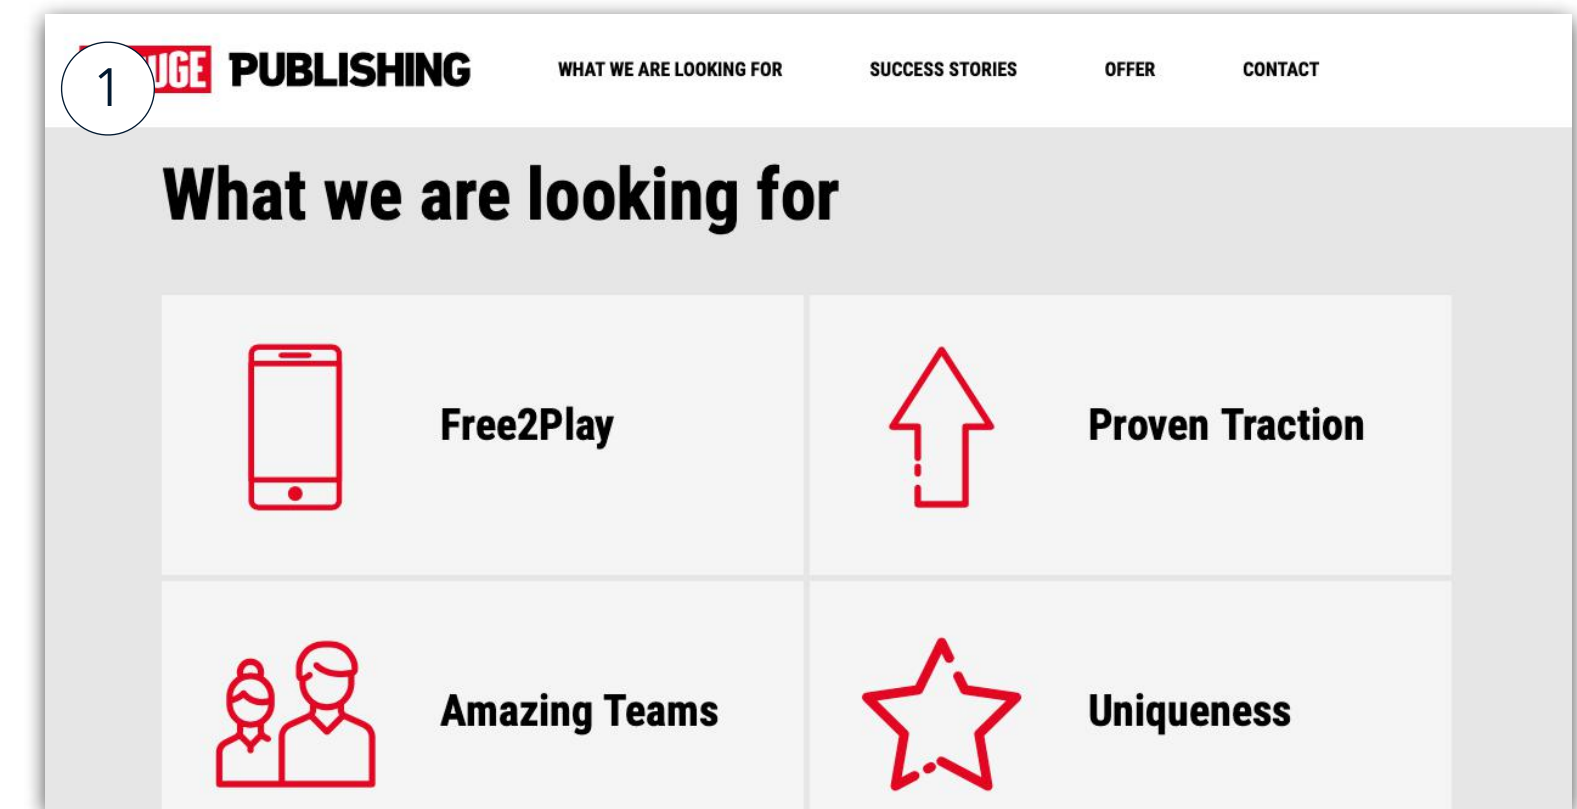 1
PUBLISHING
WHAT WE ARE LOOKING FOR
SUCCESS STORIES
OFFER
CONTACT
What we are looking for
Free2Play
Proven Traction
Amazing Teams
Uniqueness